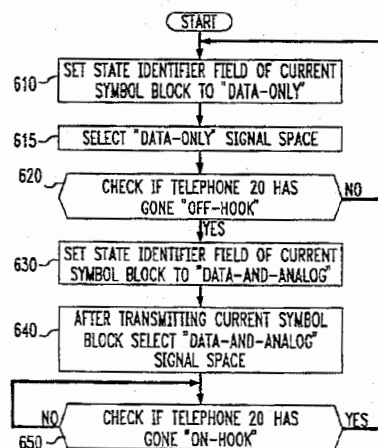 START
610
SET STATE IDENTIFIER FIELD OF CURRENT
SYMBOL BLOCK TO "DATA-ONLY"
615
SELECT "DATA-ONLY" SIGNAL SPACE
620
CHECK IF TELEPHONE 20 HAS
GONE "OFF-HOOK"
NO
YES
630
SET STATE IDENTIFIER FIELD OF CURRENT
SYMBOL BLOCK TO "DATA-AND-ANALOG"
640
AFTER TRANSMITTING CURRENT SYMBOL
BLOCK SELECT "DATA-AND-ANALOG"
SIGNAL SPACE
NO
CHECK IF TELEPHONE 20 HAS
GONE "ON-HOOK"
YES
650